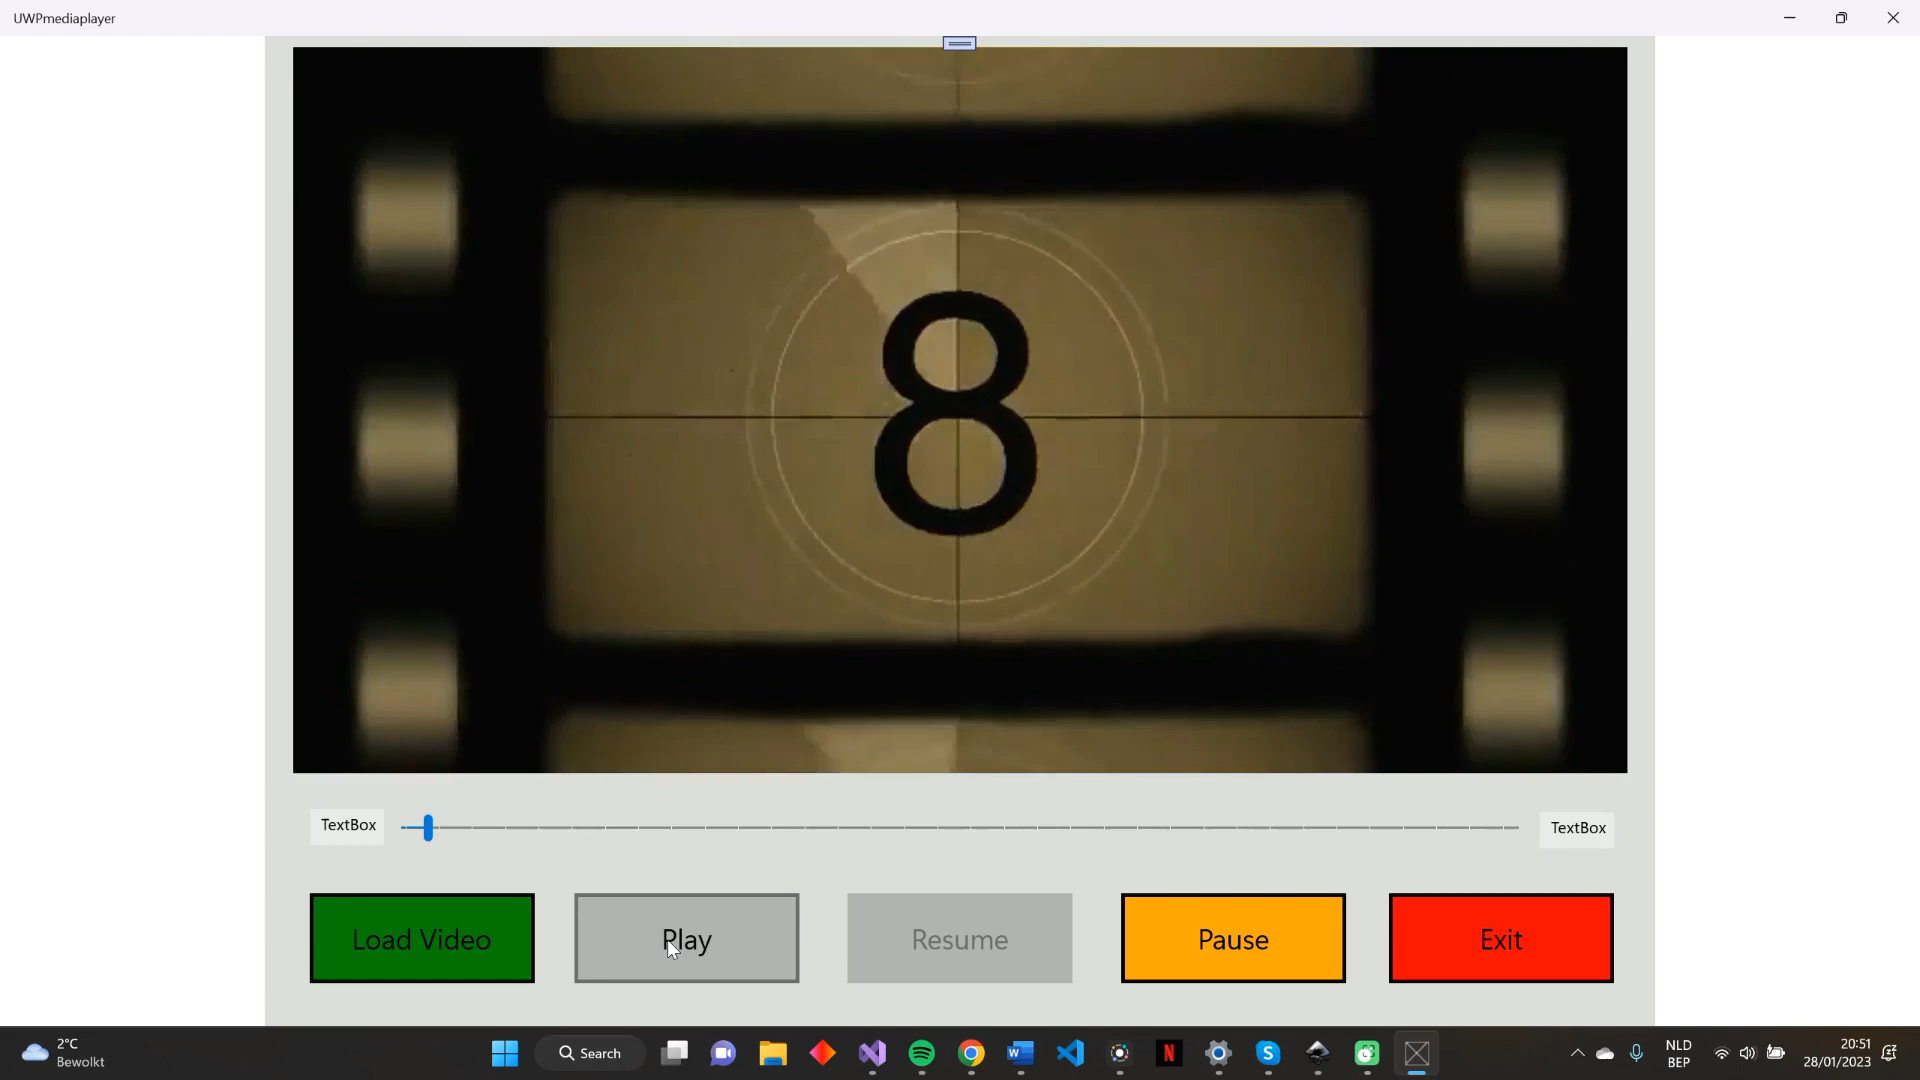 UWPmediaplayer
8
TextBox
TextBox
Load Video
Play
Resume
Pause
Exit
2°C
Bewolkt
Search
NLD
BEP
20:51
28/01/2023